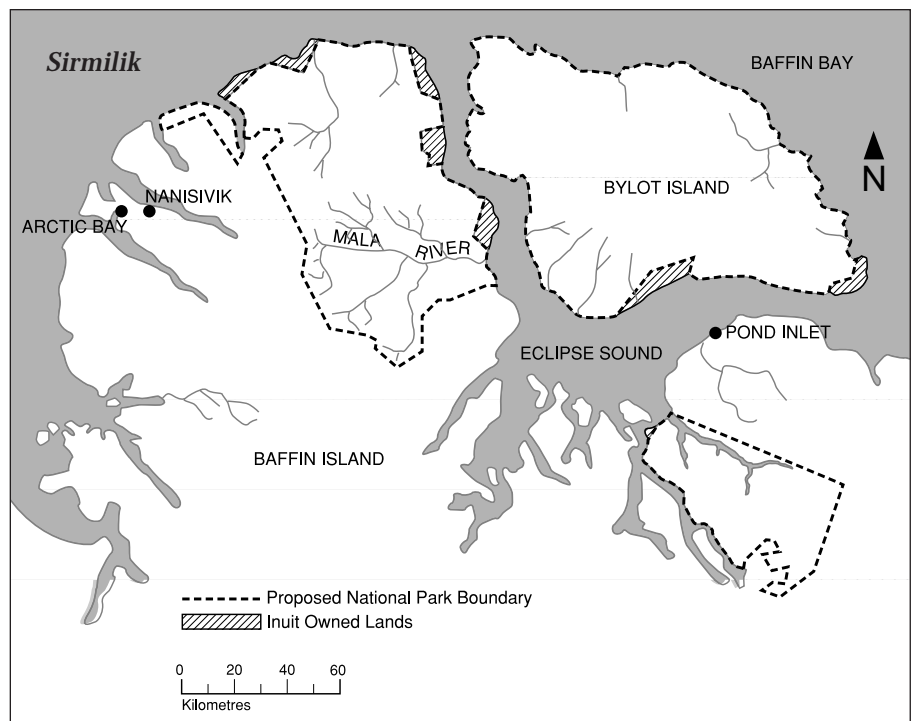 Sirmilik
BAFFIN BAY
N
NANISIVIK
BYLOT ISLAND
ARCTIC BAY
MALA
RIVER
POND INLET
ECLIPSE SOUND
BAFFIN ISLAND
Proposed National Park Boundary
Inuit Owned Lands
0 20 40 60
Kilometres